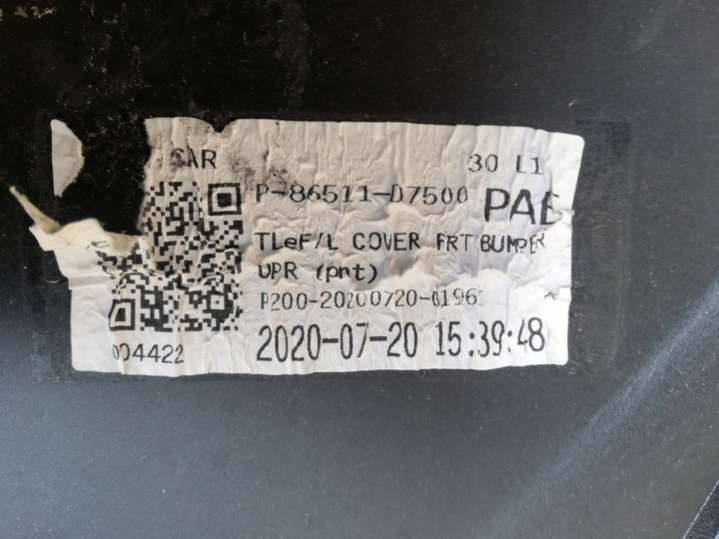 CAR 30 L1
P-86511-D7500 PAE
TLeF/L COVER FRT BUMPER
UPR (pnt)
P200-20200720-0196
004422 2020-07-20 15:39:48